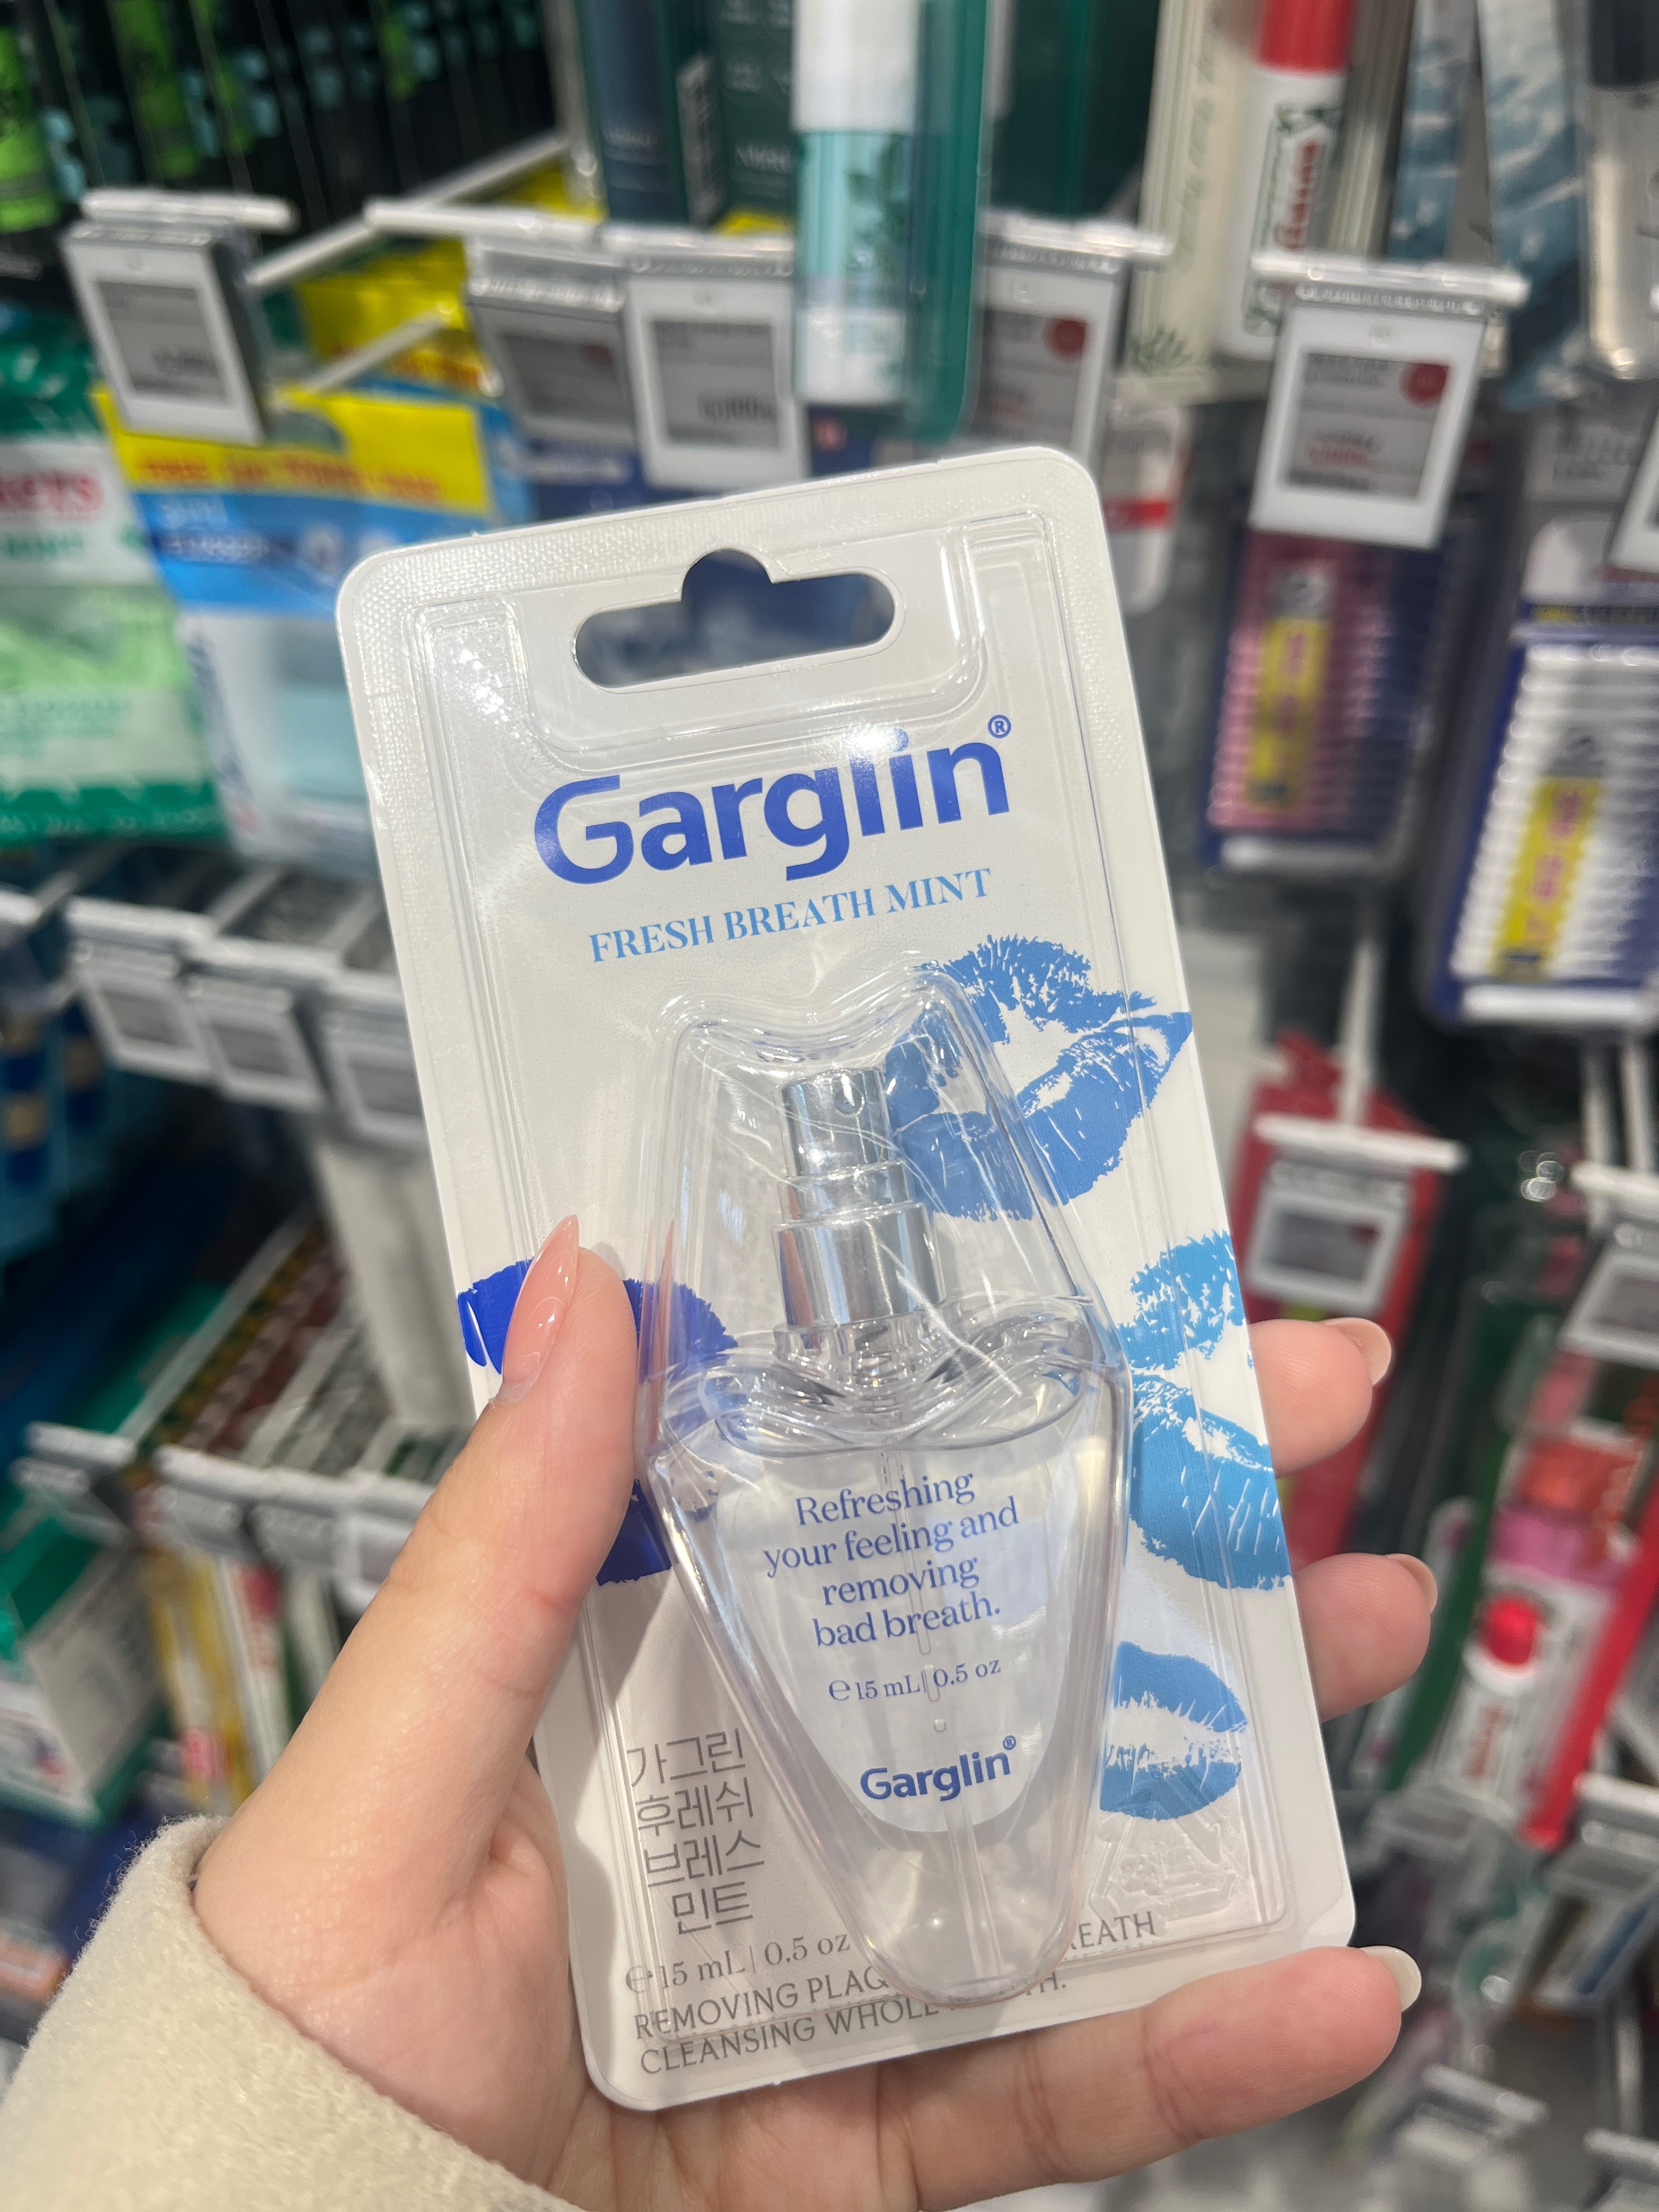 Garglin®
FRESH BREATH MINT
Refreshing
your feeling and
removing
bad breath.
℮ 15 mL | 0.5 oz
Garglin®
가그린
후레쉬
브레스
민트
℮ 15 mL | 0.5 oz
REMOVING
CLEANSING WHOLE